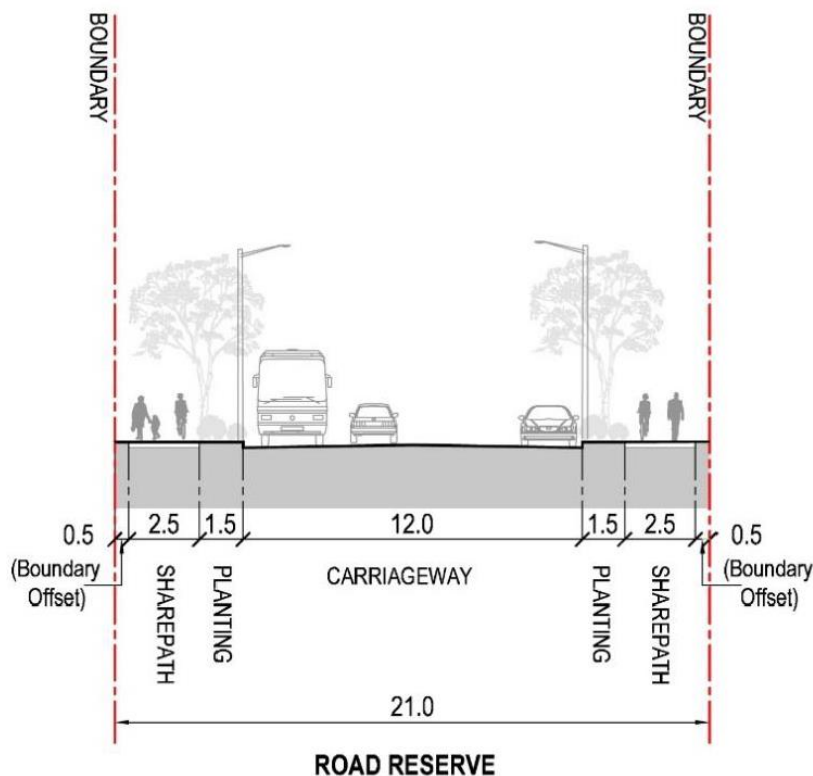 BOUNDARY
BOUNDARY
0.5
(Boundary
Offset)
2.5
1.5
12.0
1.5
2.5
0.5
(Boundary
Offset)
SHAREPATH
PLANTING
CARRIAGEWAY
PLANTING
SHAREPATH
21.0
ROAD RESERVE